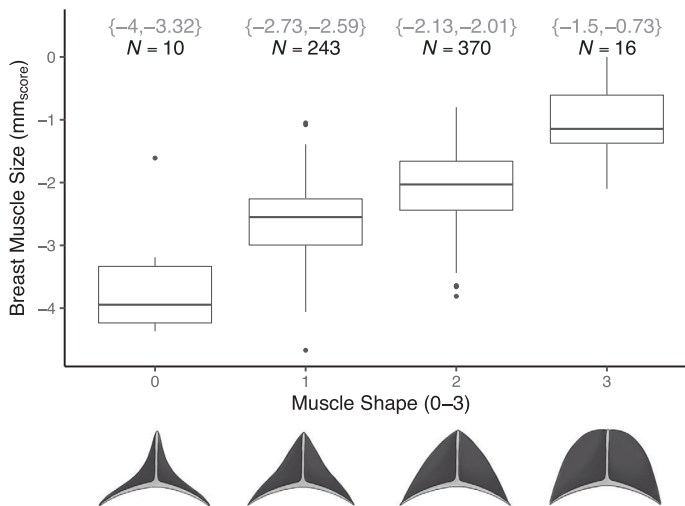 {−4,−3.32} {−2.73,−2.59} {−2.13,−2.01} {−1.5,−0.73}
N = 10 N = 243 N = 370 N = 16
Breast Muscle Size (mmscore)
0
−1
−2
−3
−4
0 1 2 3
Muscle Shape (0–3)